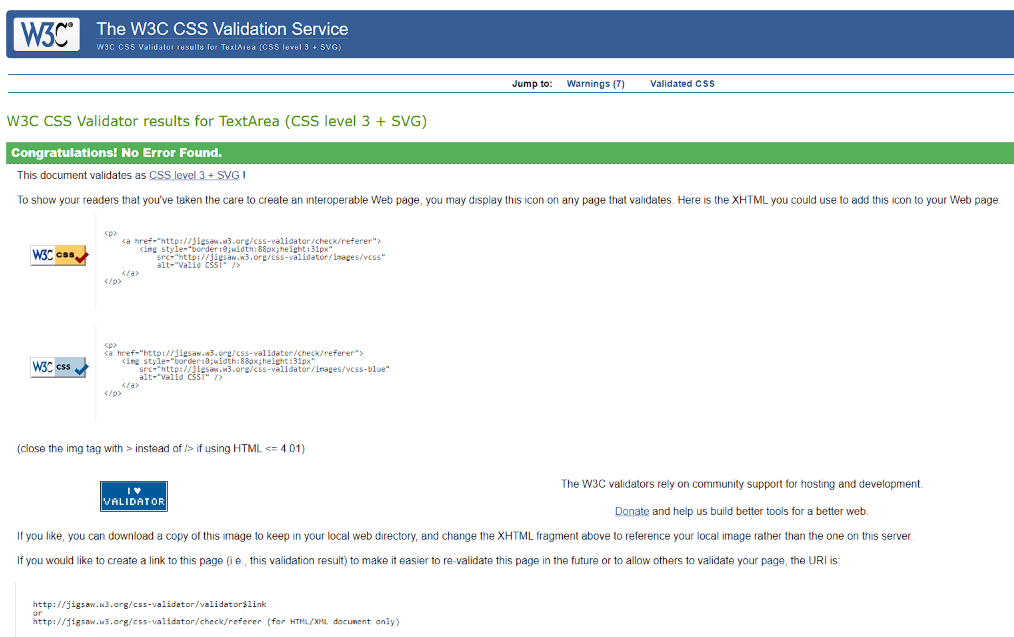 W3C®
The W3C CSS Validation Service
W3C CSS Validator results for TextArea (CSS level 3 + SVG)
Jump to: Warnings (7) Validated CSS
W3C CSS Validator results for TextArea (CSS level 3 + SVG)
Congratulations! No Error Found.
This document validates as CSS level 3 + SVG !
To show your readers that you've taken the care to create an interoperable Web page, you may display this icon on any page that validates. Here is the XHTML you could use to add this icon to your Web page:
W3C css
<p>
<a href="http://jigsaw.w3.org/css-validator/check/referer">
<img style="border:0;width:88px;height:31px"
src="http://jigsaw.w3.org/css-validator/images/vcss"
alt="Valid CSS!" />
</a>
</p>
W3C css
<p>
<a href="http://jigsaw.w3.org/css-validator/check/referer">
<img style="border:0;width:88px;height:31px"
src="http://jigsaw.w3.org/css-validator/images/vcss-blue"
alt="Valid CSS!" />
</a>
</p>
(close the img tag with > instead of /> if using HTML <= 4.01)
I ♥
VALIDATOR
The W3C validators rely on community support for hosting and development.
Donate and help us build better tools for a better web.
If you like, you can download a copy of this image to keep in your local web directory, and change the XHTML fragment above to reference your local image rather than the one on this server.
If you would like to create a link to this page (i.e., this validation result) to make it easier to re-validate this page in the future or to allow others to validate your page, the URI is:
http://jigsaw.w3.org/css-validator/validator$link
or
http://jigsaw.w3.org/css-validator/check/referer (for HTML/XML document only)